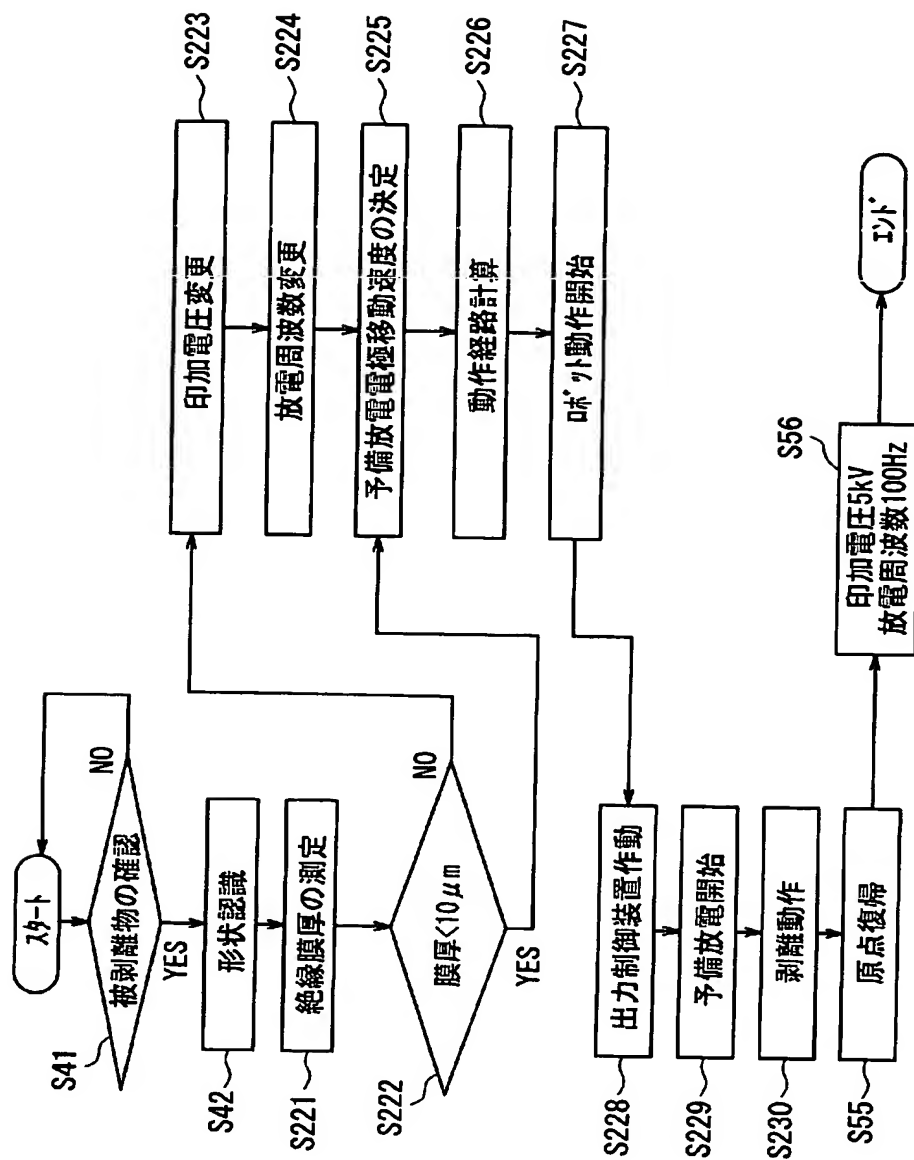 スタート
S41
被剥離物の確認
NO
YES
S42
形状認識
S221
絶縁膜厚の測定
S222
膜厚<10μm
NO
YES
S223
印加電圧変更
S224
放電周波数変更
S225
予備放電電極移動速度の決定
S226
動作経路計算
S227
ロボット動作開始
S228
出力制御装置作動
S229
予備放電開始
S230
剥離動作
S55
原点復帰
S56
印加電圧5kV
放電周波数100Hz
エンド